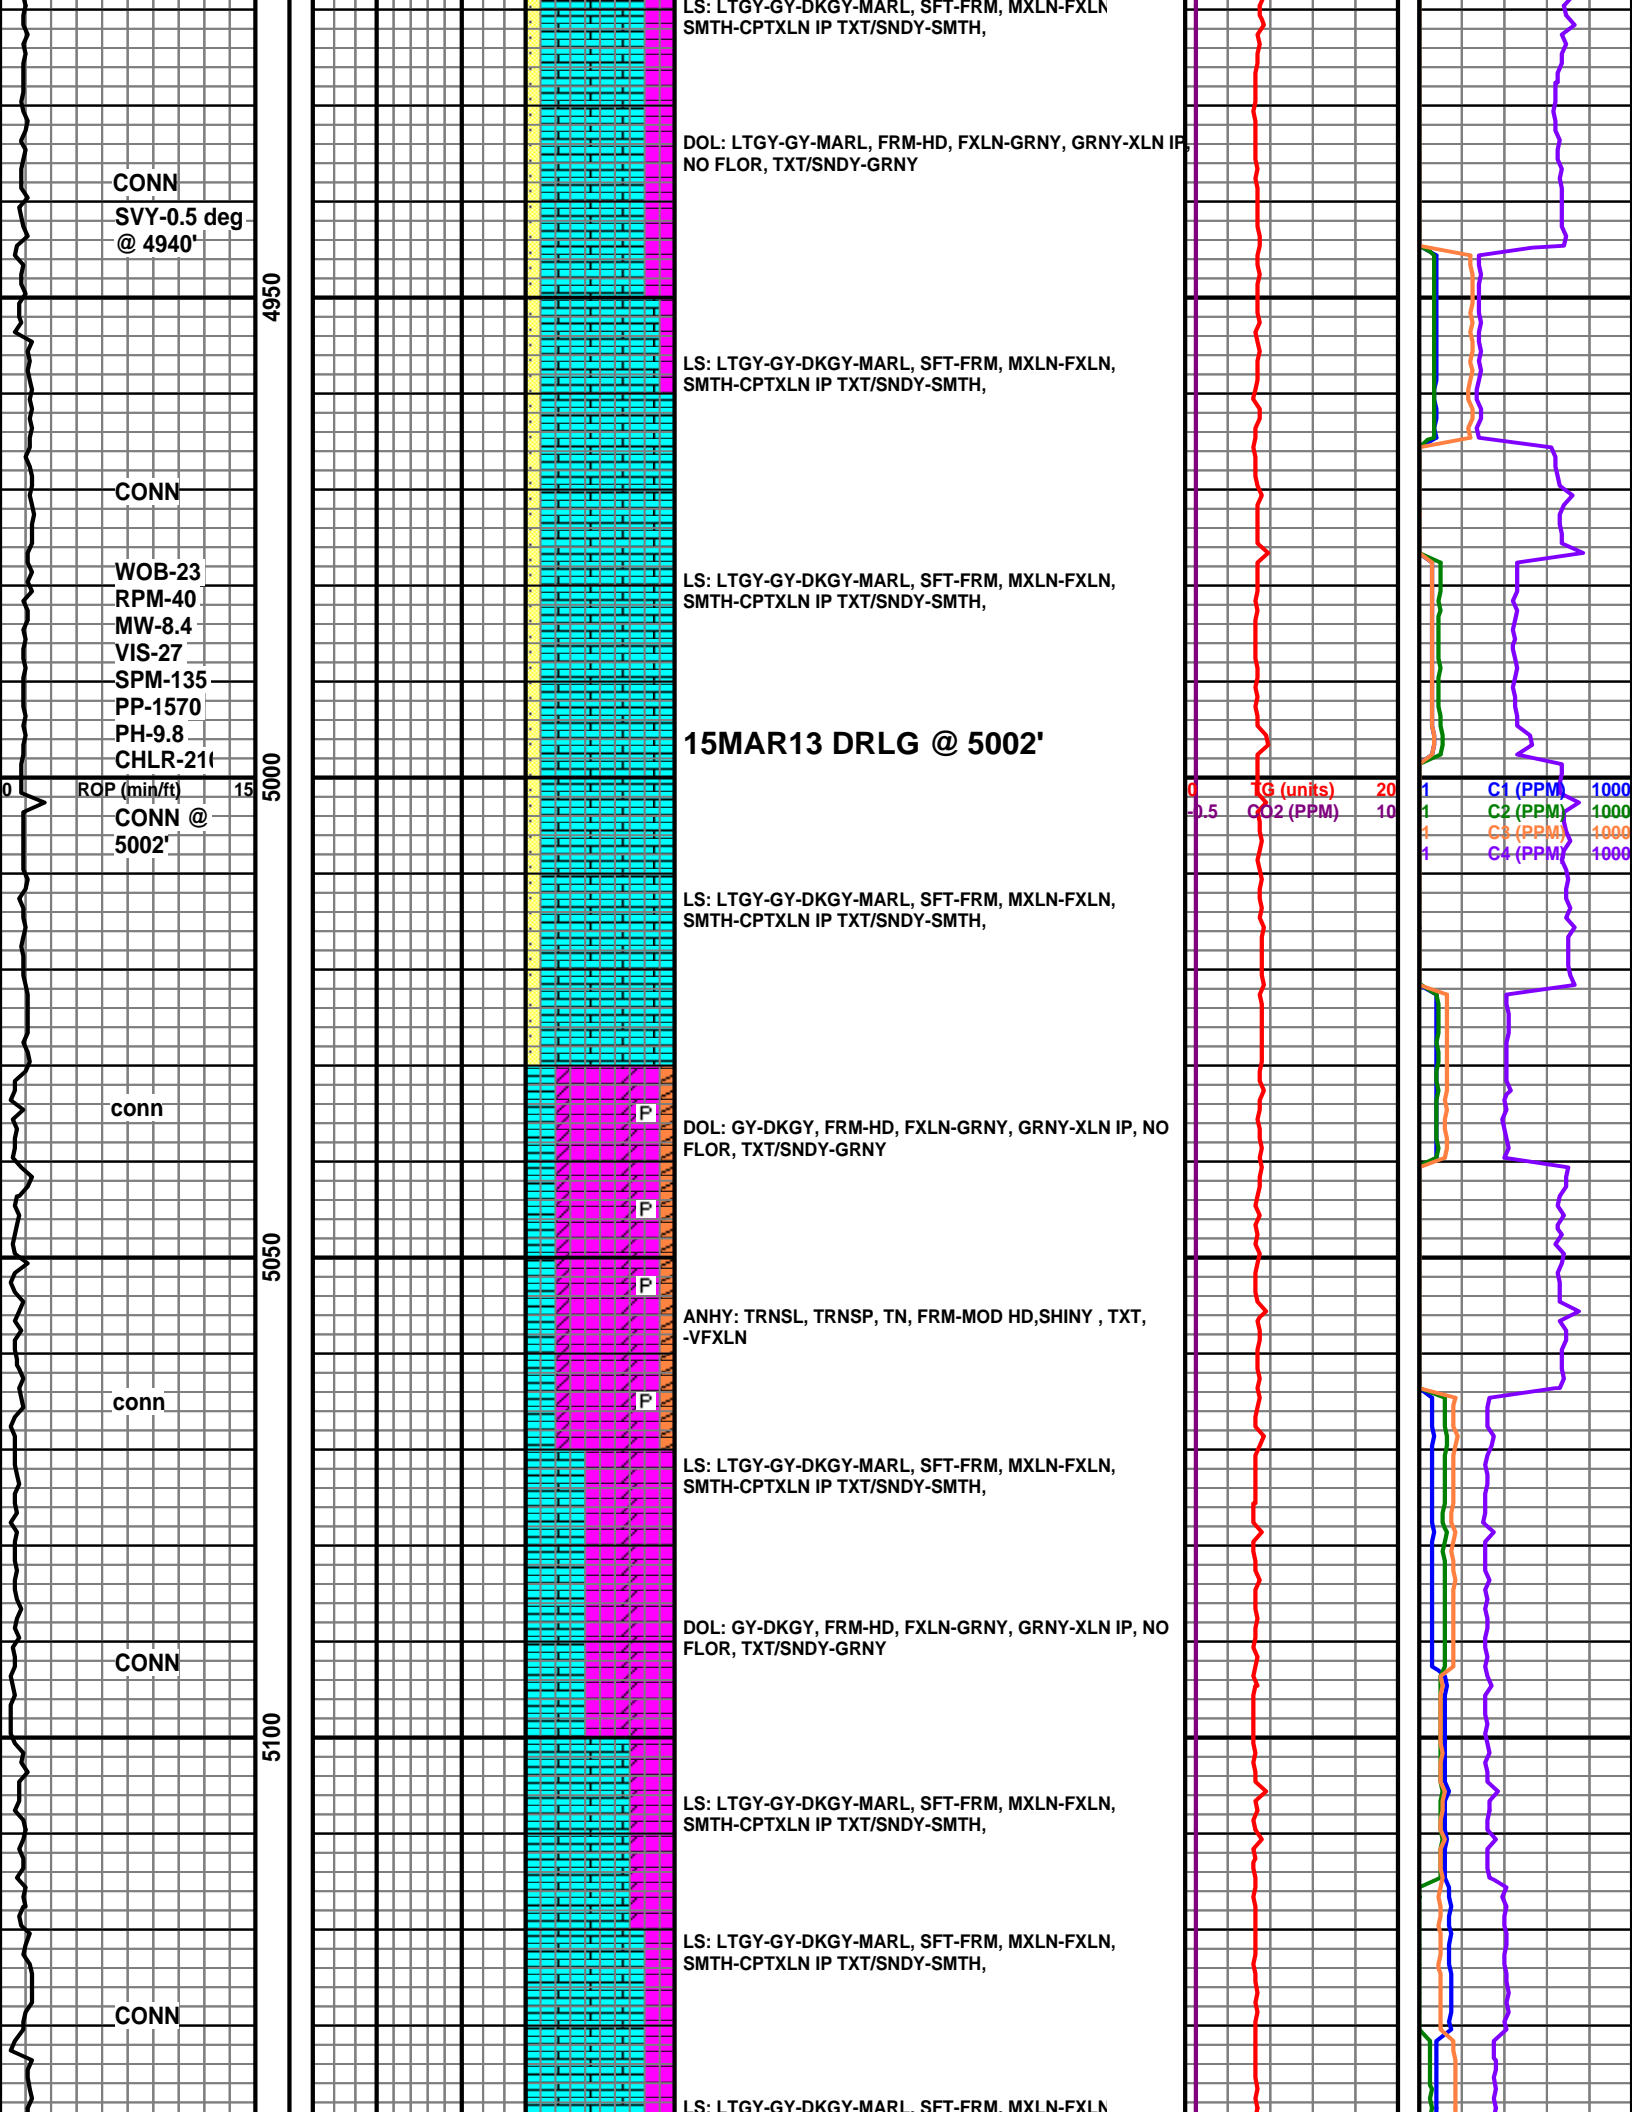 LS: LTGY-GY-DKGY-MARL, SFT-FRM, MXLN-FXLN
SMTH-CPTXLN IP TXT/SNDY-SMTH,
DOL: LTGY-GY-MARL, FRM-HD, FXLN-GRNY, GRNY-XLN IP,
NO FLOR, TXT/SNDY-GRNY
CONN
SVY-0.5 deg
@ 4940'
4950
LS: LTGY-GY-DKGY-MARL, SFT-FRM, MXLN-FXLN,
SMTH-CPTXLN IP TXT/SNDY-SMTH,
CONN
WOB-23
RPM-40
MW-8.4
VIS-27
SPM-135
PP-1570
PH-9.8
CHLR-210
LS: LTGY-GY-DKGY-MARL, SFT-FRM, MXLN-FXLN,
SMTH-CPTXLN IP TXT/SNDY-SMTH,
15MAR13 DRLG @ 5002'
5000
0 ROP (min/ft) 15
0 TG (units) 20
-0.5 CO2 (PPM) 10
1 C1 (PPM) 1000
1 C2 (PPM) 1000
1 C3 (PPM) 1000
1 C4 (PPM) 1000
CONN @
5002'
LS: LTGY-GY-DKGY-MARL, SFT-FRM, MXLN-FXLN,
SMTH-CPTXLN IP TXT/SNDY-SMTH,
conn
P
DOL: GY-DKGY, FRM-HD, FXLN-GRNY, GRNY-XLN IP, NO
FLOR, TXT/SNDY-GRNY
P
5050
P
ANHY: TRNSL, TRNSP, TN, FRM-MOD HD,SHINY , TXT,
-VFXLN
conn
P
LS: LTGY-GY-DKGY-MARL, SFT-FRM, MXLN-FXLN,
SMTH-CPTXLN IP TXT/SNDY-SMTH,
DOL: GY-DKGY, FRM-HD, FXLN-GRNY, GRNY-XLN IP, NO
FLOR, TXT/SNDY-GRNY
CONN
5100
LS: LTGY-GY-DKGY-MARL, SFT-FRM, MXLN-FXLN,
SMTH-CPTXLN IP TXT/SNDY-SMTH,
LS: LTGY-GY-DKGY-MARL, SFT-FRM, MXLN-FXLN,
SMTH-CPTXLN IP TXT/SNDY-SMTH,
CONN
LS: LTGY-GY-DKGY-MARL, SFT-FRM, MXLN-FXLN